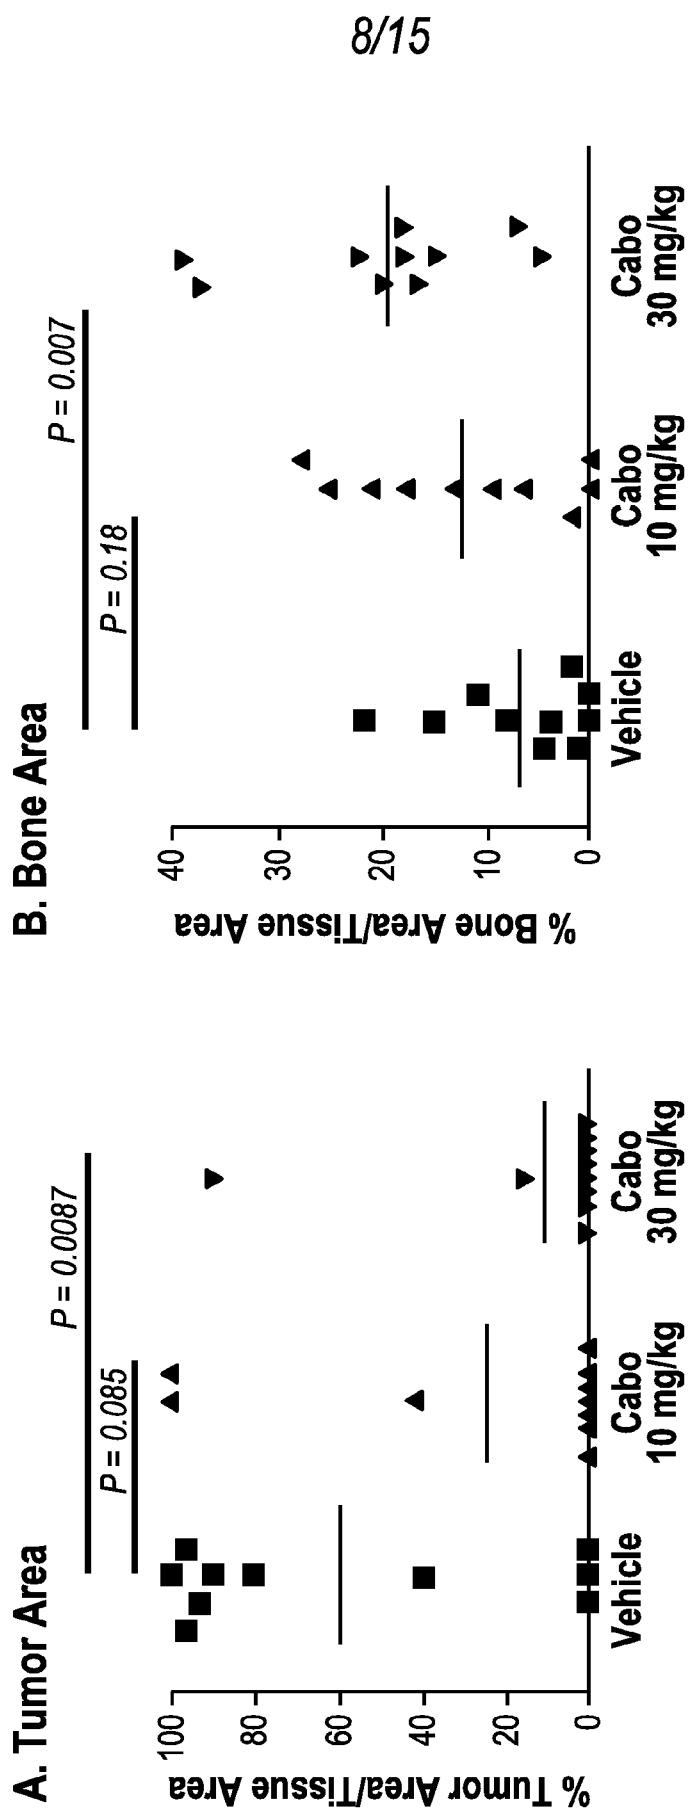 8/15
A. Tumor Area
P = 0.0087
P = 0.085
% Tumor Area/Tissue Area
100
80
60
40
20
0
Vehicle
Cabo
10 mg/kg
Cabo
30 mg/kg
B. Bone Area
P = 0.007
P = 0.18
% Bone Area/Tissue Area
40
30
20
10
0
Vehicle
Cabo
10 mg/kg
Cabo
30 mg/kg